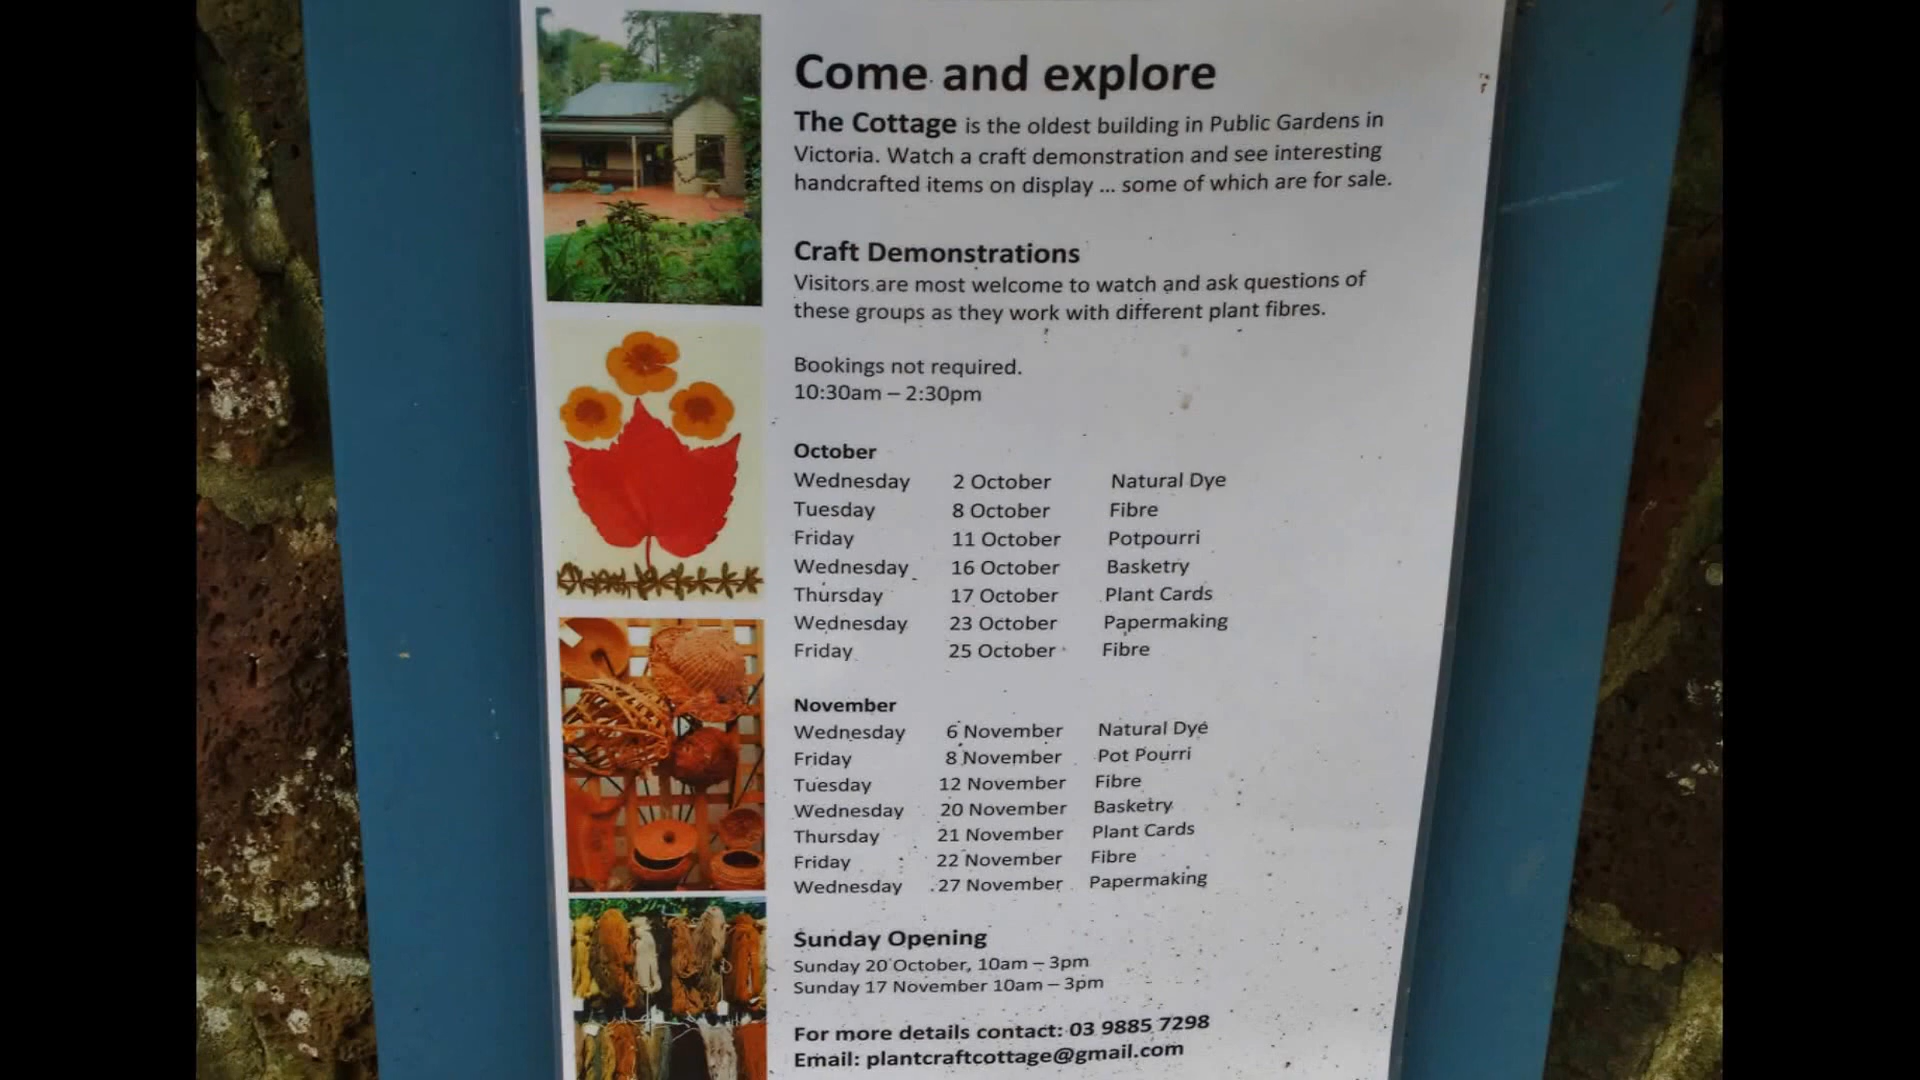 Come and explore
The Cottage is the oldest building in Public Gardens in
Victoria. Watch a craft demonstration and see interesting
handcrafted items on display ... some of which are for sale.
Craft Demonstrations
Visitors are most welcome to watch and ask questions of
these groups as they work with different plant fibres.
Bookings not required.
10:30am – 2:30pm
October
Wednesday 2 October Natural Dye
Tuesday 8 October Fibre
Friday 11 October Potpourri
Wednesday 16 October Basketry
Thursday 17 October Plant Cards
Wednesday 23 October Papermaking
Friday 25 October Fibre
November
Wednesday 6 November Natural Dye
Friday 8 November Pot Pourri
Tuesday 12 November Fibre
Wednesday 20 November Basketry
Thursday 21 November Plant Cards
Friday 22 November Fibre
Wednesday 27 November Papermaking
Sunday Opening
Sunday 20 October, 10am – 3pm
Sunday 17 November 10am – 3pm
For more details contact: 03 9885 7298
Email: plantcraftcottage@gmail.com